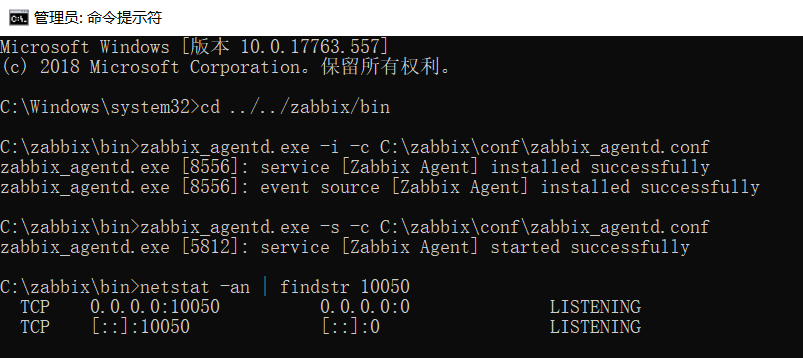 管理员: 命令提示符
Microsoft Windows [版本 10.0.17763.557]
(c) 2018 Microsoft Corporation。保留所有权利。
C:\Windows\system32>cd ../../zabbix/bin
C:\zabbix\bin>zabbix_agentd.exe -i -c C:\zabbix\conf\zabbix_agentd.conf
zabbix_agentd.exe [8556]: service [Zabbix Agent] installed successfully
zabbix_agentd.exe [8556]: event source [Zabbix Agent] installed successfully
C:\zabbix\bin>zabbix_agentd.exe -s -c C:\zabbix\conf\zabbix_agentd.conf
zabbix_agentd.exe [5812]: service [Zabbix Agent] started successfully
C:\zabbix\bin>netstat -an | findstr 10050
TCP    0.0.0.0:10050          0.0.0.0:0              LISTENING
TCP    [::]:10050             [::]:0                 LISTENING